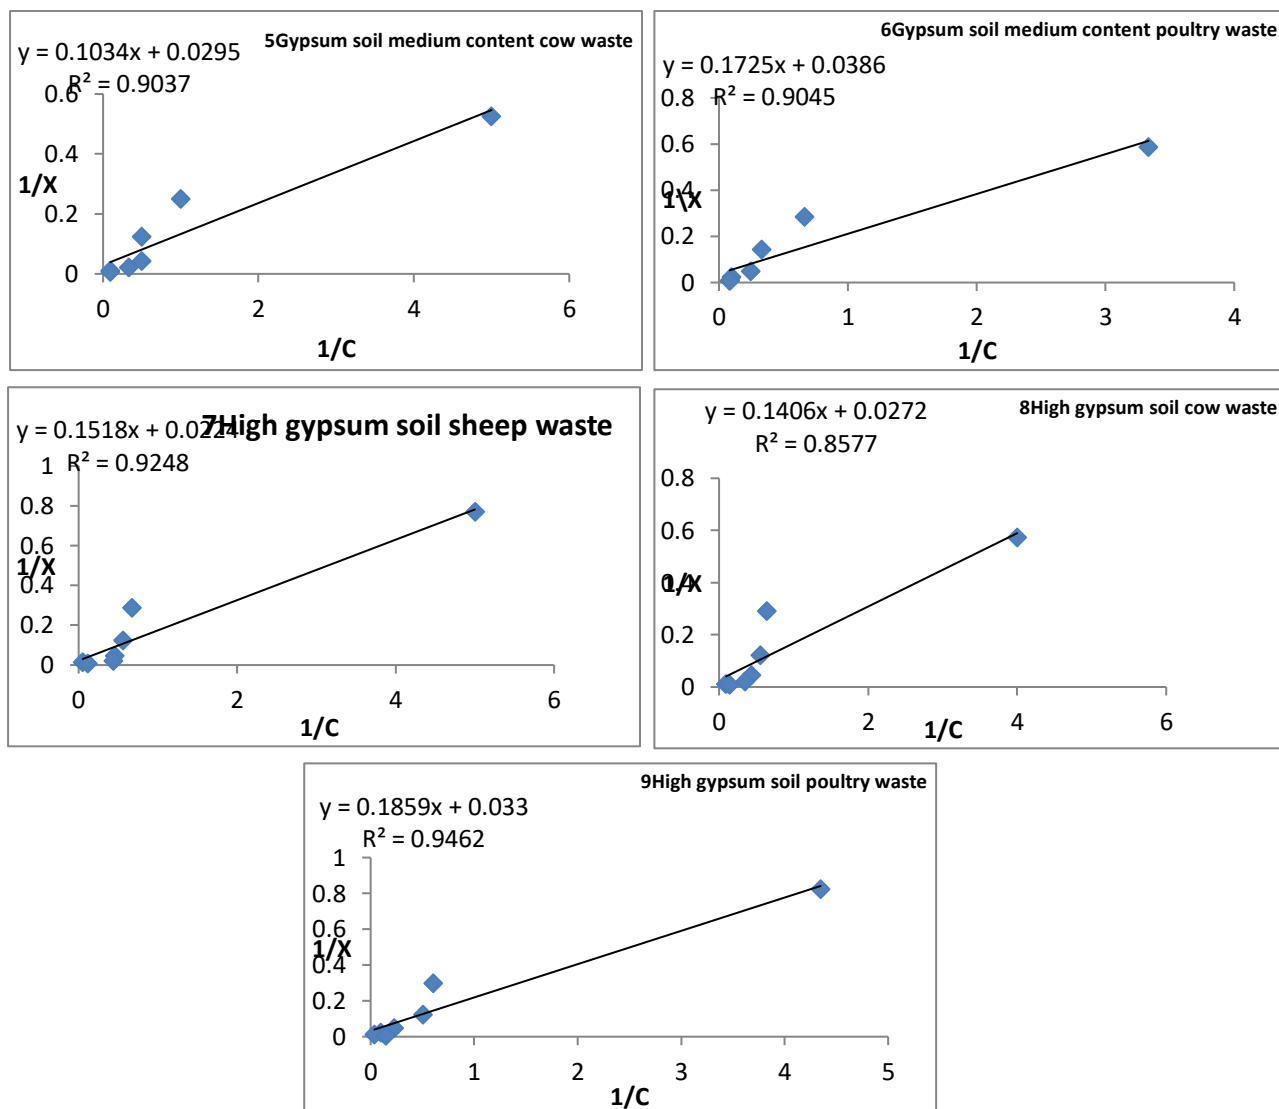 5Gypsum soil medium content cow waste
y = 0.1034x + 0.0295
R² = 0.9037
0.6
0.4
1/X
0.2
0
0 2 4 6
1/C
6Gypsum soil medium content poultry waste
y = 0.1725x + 0.0386
R² = 0.9045
0.8
0.6
0.4
1\X
0.2
0
0 1 2 3 4
1/C
7High gypsum soil sheep waste
y = 0.1518x + 0.0224
R² = 0.9248
1
0.8
0.6
1/X
0.4
0.2
0
0 2 4 6
1/C
8High gypsum soil cow waste
y = 0.1406x + 0.0272
R² = 0.8577
0.8
0.6
0.4
1/X
0.2
0
0 2 4 6
1/C
9High gypsum soil poultry waste
y = 0.1859x + 0.033
R² = 0.9462
1
0.8
0.6
1/X
0.4
0.2
0
0 1 2 3 4 5
1/C